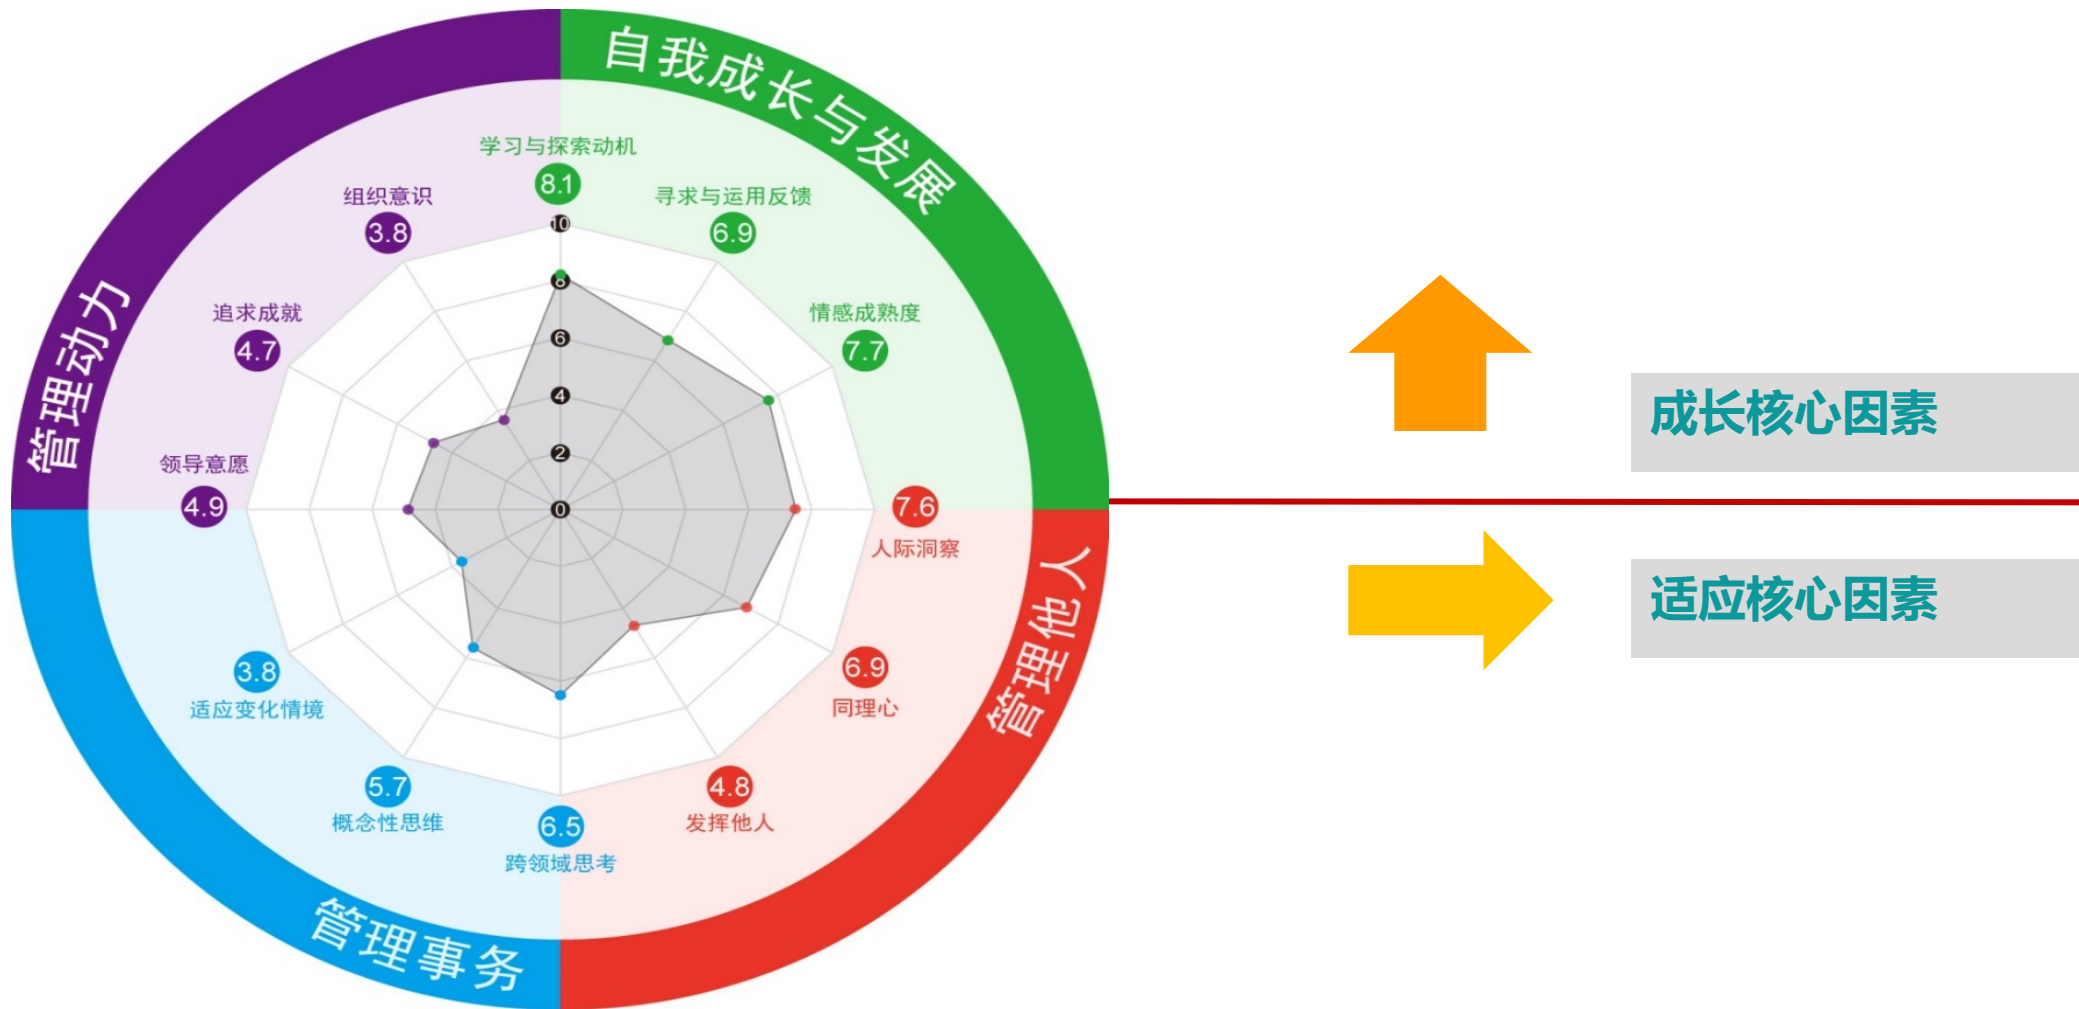 自我成长与发展
学习与探索动机
8.1
寻求与运用反馈
6.9
情感成熟度
7.7
管理他人
7.6
人际洞察
6.9
同理心
4.8
发挥他人
管理事务
6.5
跨领域思考
5.7
概念性思维
3.8
适应变化情境
管理动力
领导意愿
4.9
追求成就
4.7
组织意识
3.8
10
8
6
4
2
0
成长核心因素
适应核心因素